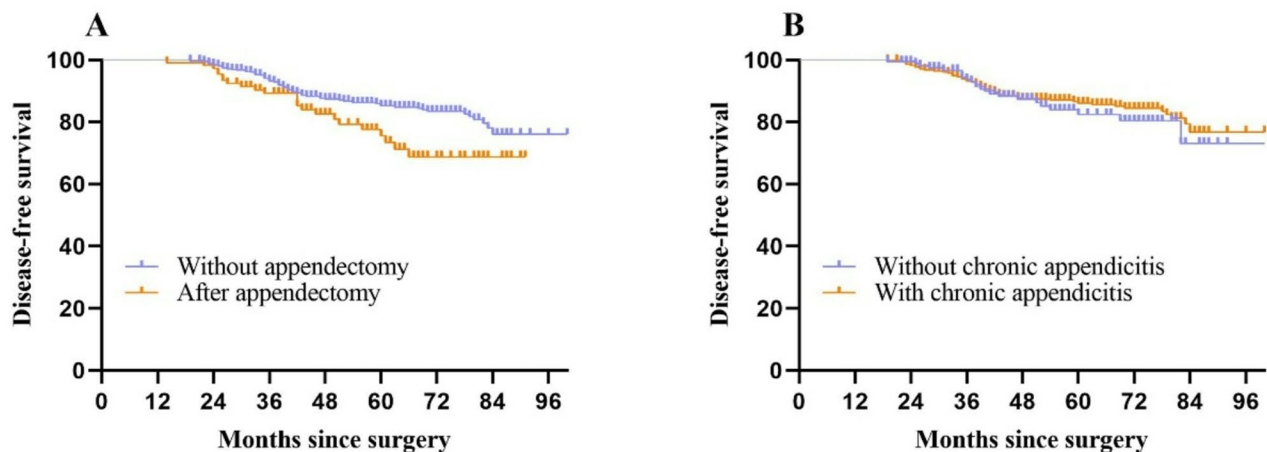 A
Disease-free survival
100
80
60
40
20
0
Without appendectomy
After appendectomy
0 12 24 36 48 60 72 84 96
Months since surgery
B
Disease-free survival
100
80
60
40
20
0
Without chronic appendicitis
With chronic appendicitis
0 12 24 36 48 60 72 84 96
Months since surgery